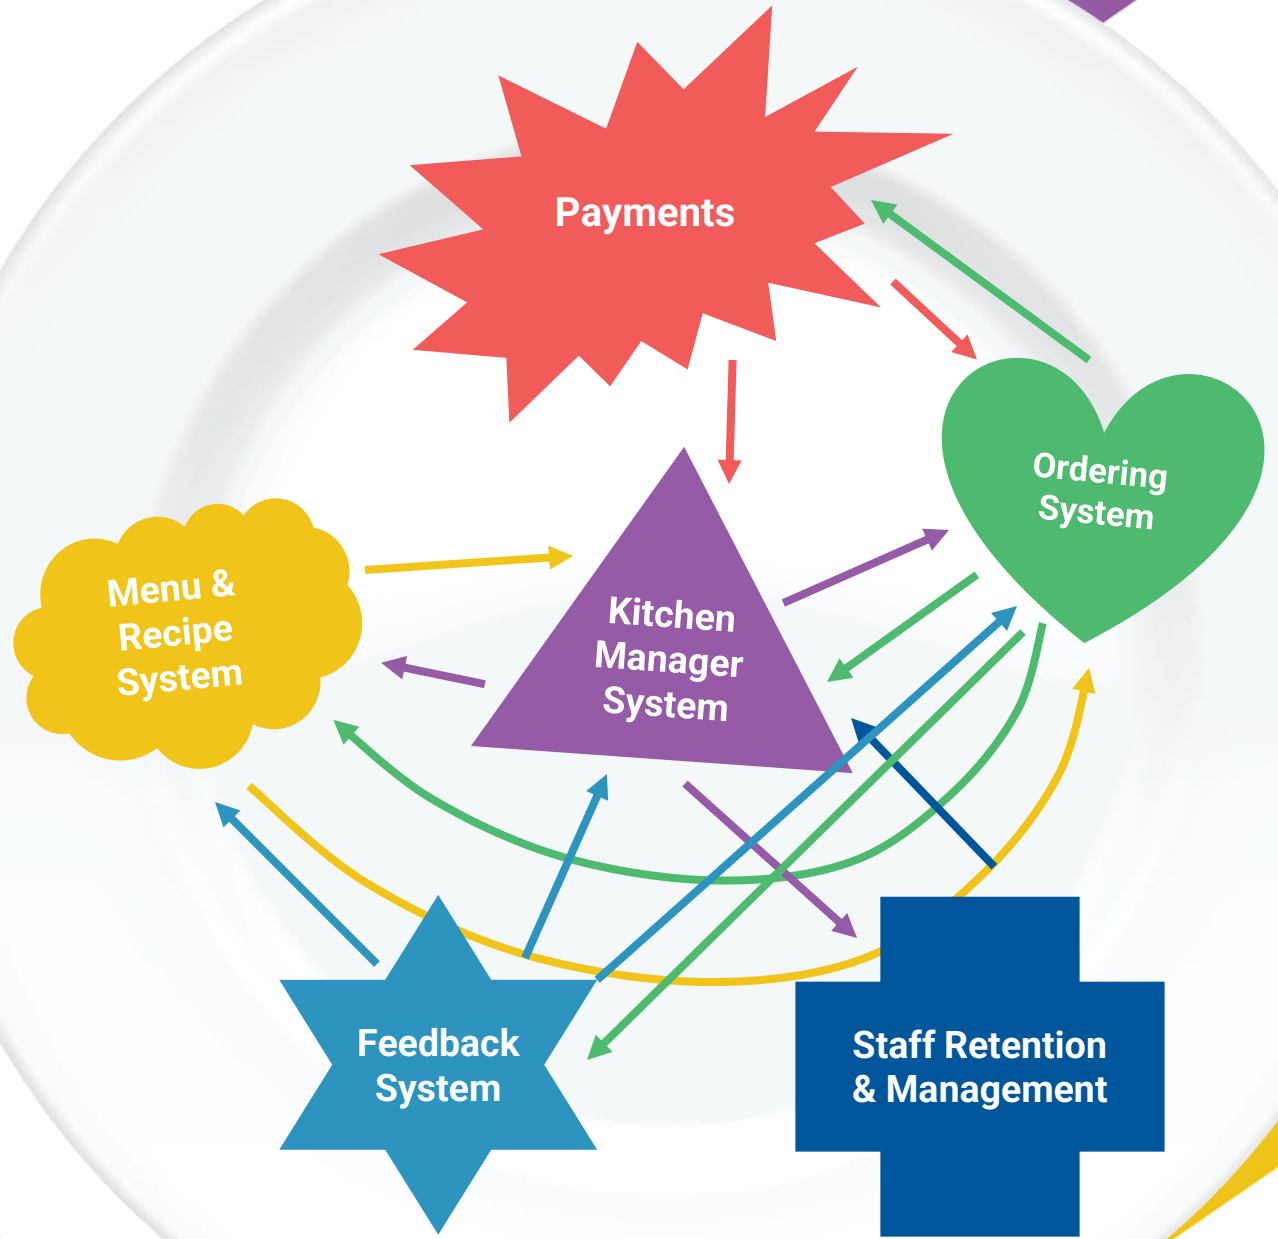 Payments
Ordering
System
Menu &
Recipe
System
Kitchen
Manager
System
Feedback
System
Staff Retention
& Management